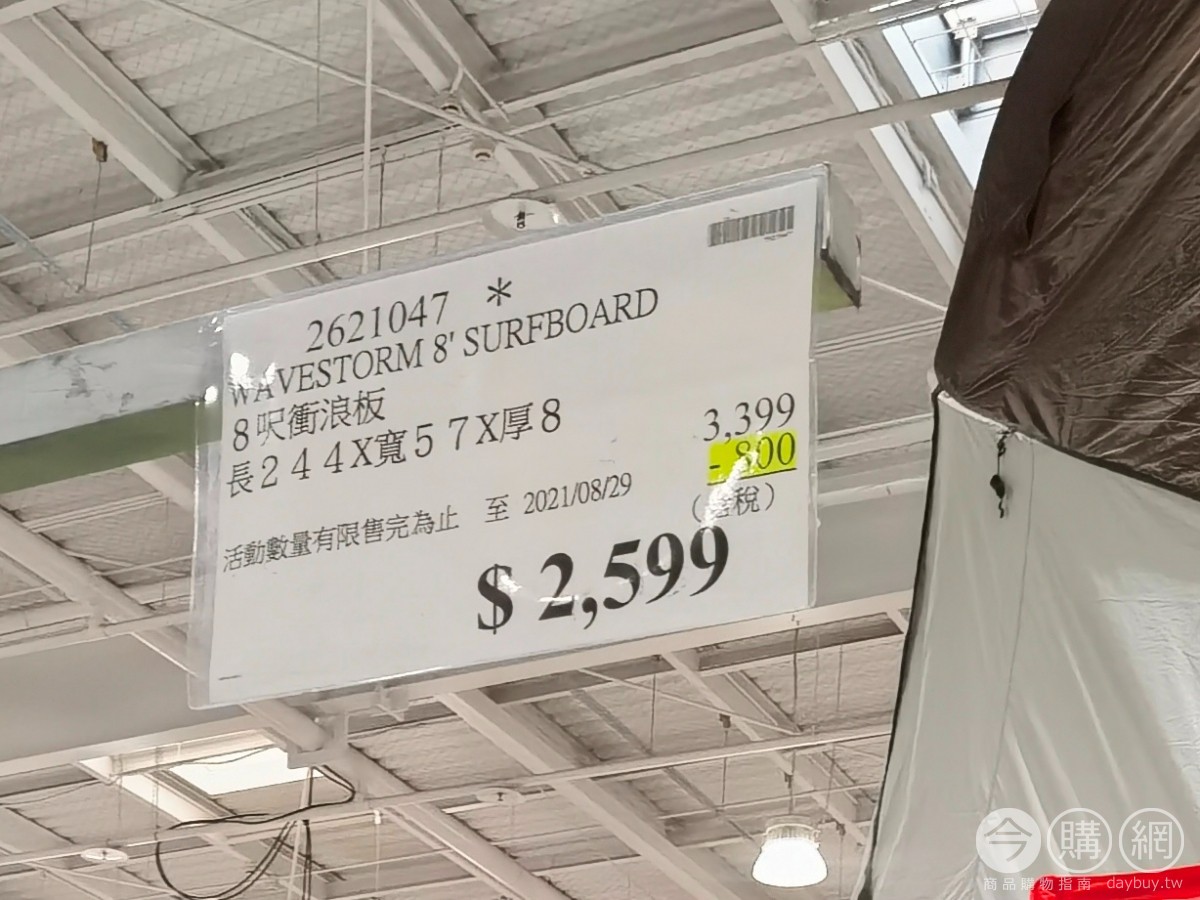 2621047 *
WAVESTORM 8' SURFBOARD
8呎衝浪板
長244X寬57X厚8
3,399
- 800
活動數量有限售完為止 至 2021/08/29
(含稅)
$ 2,599
今購網
商品購物指南 daybuy.tw